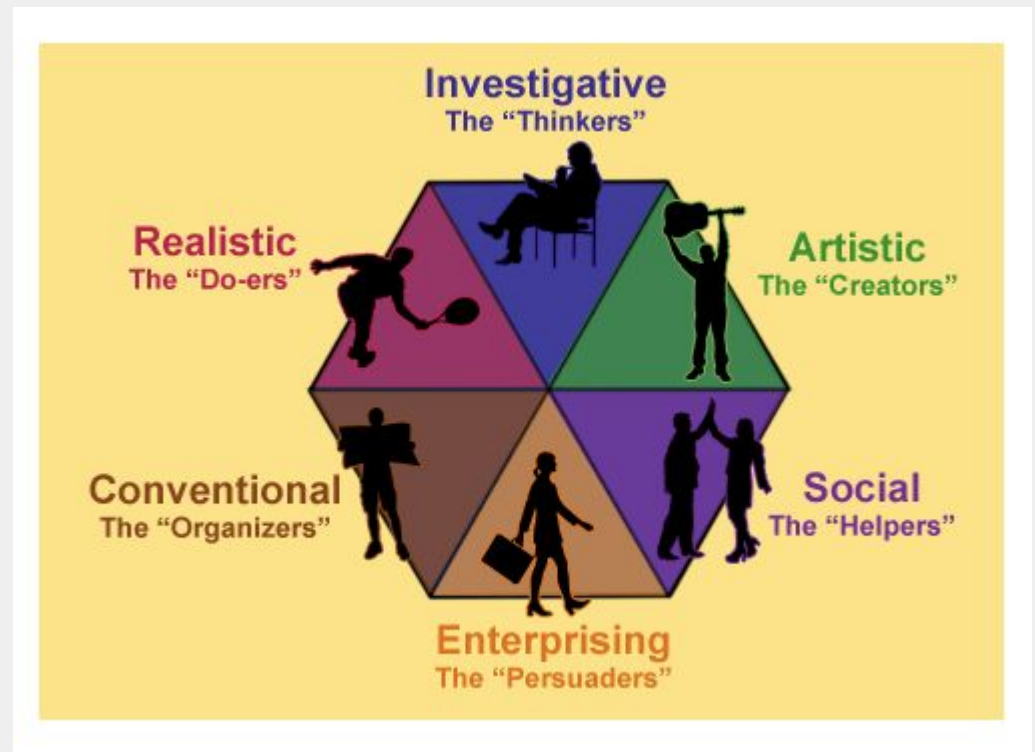 Investigative
The “Thinkers”
Realistic
The “Do-ers”
Artistic
The “Creators”
Conventional
The “Organizers”
Social
The “Helpers”
Enterprising
The “Persuaders”